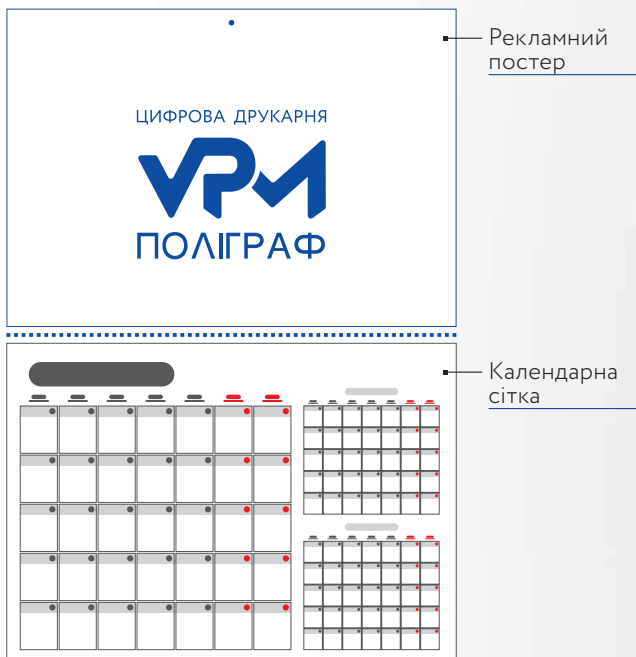 Рекламний
постер
ЦИФРОВА ДРУКАРНЯ
VPM
ПОЛІГРАФ
Календарна
сітка